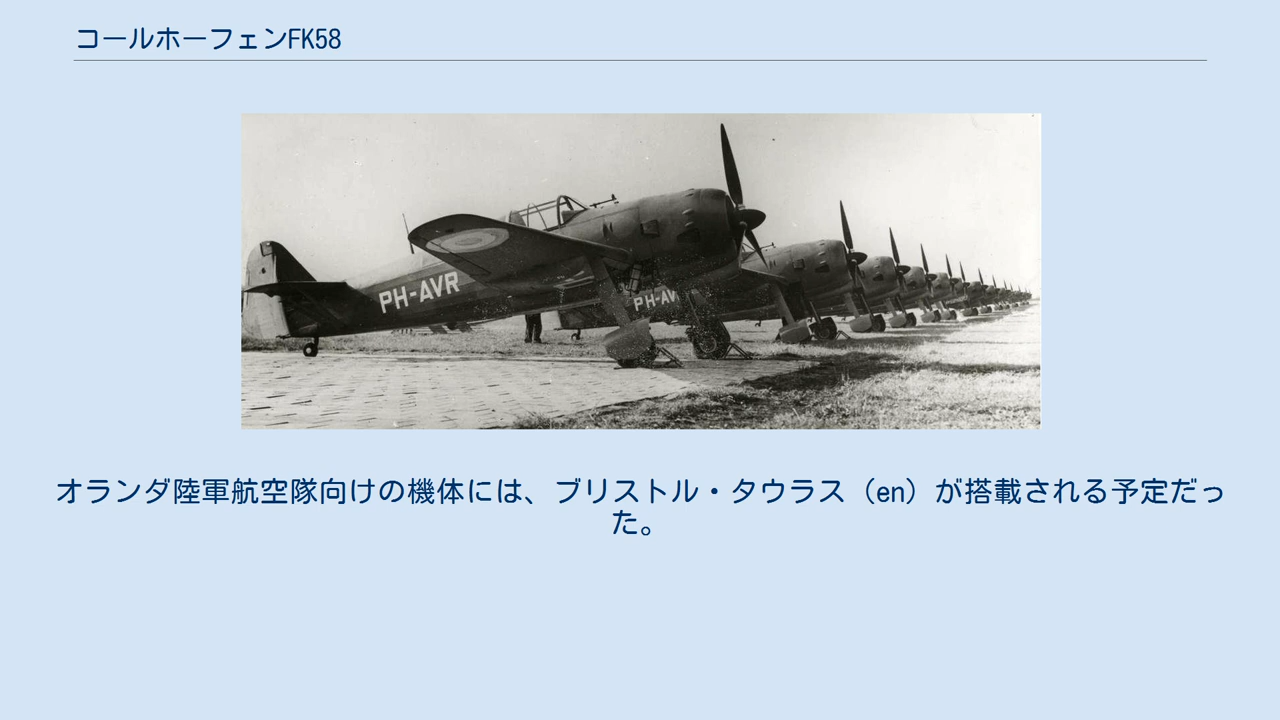 コールホーフェンFK58
PH-AVR
PH-AV
オランダ陸軍航空隊向けの機体には、ブリストル・タウラス（en）が搭載される予定だっ
た。